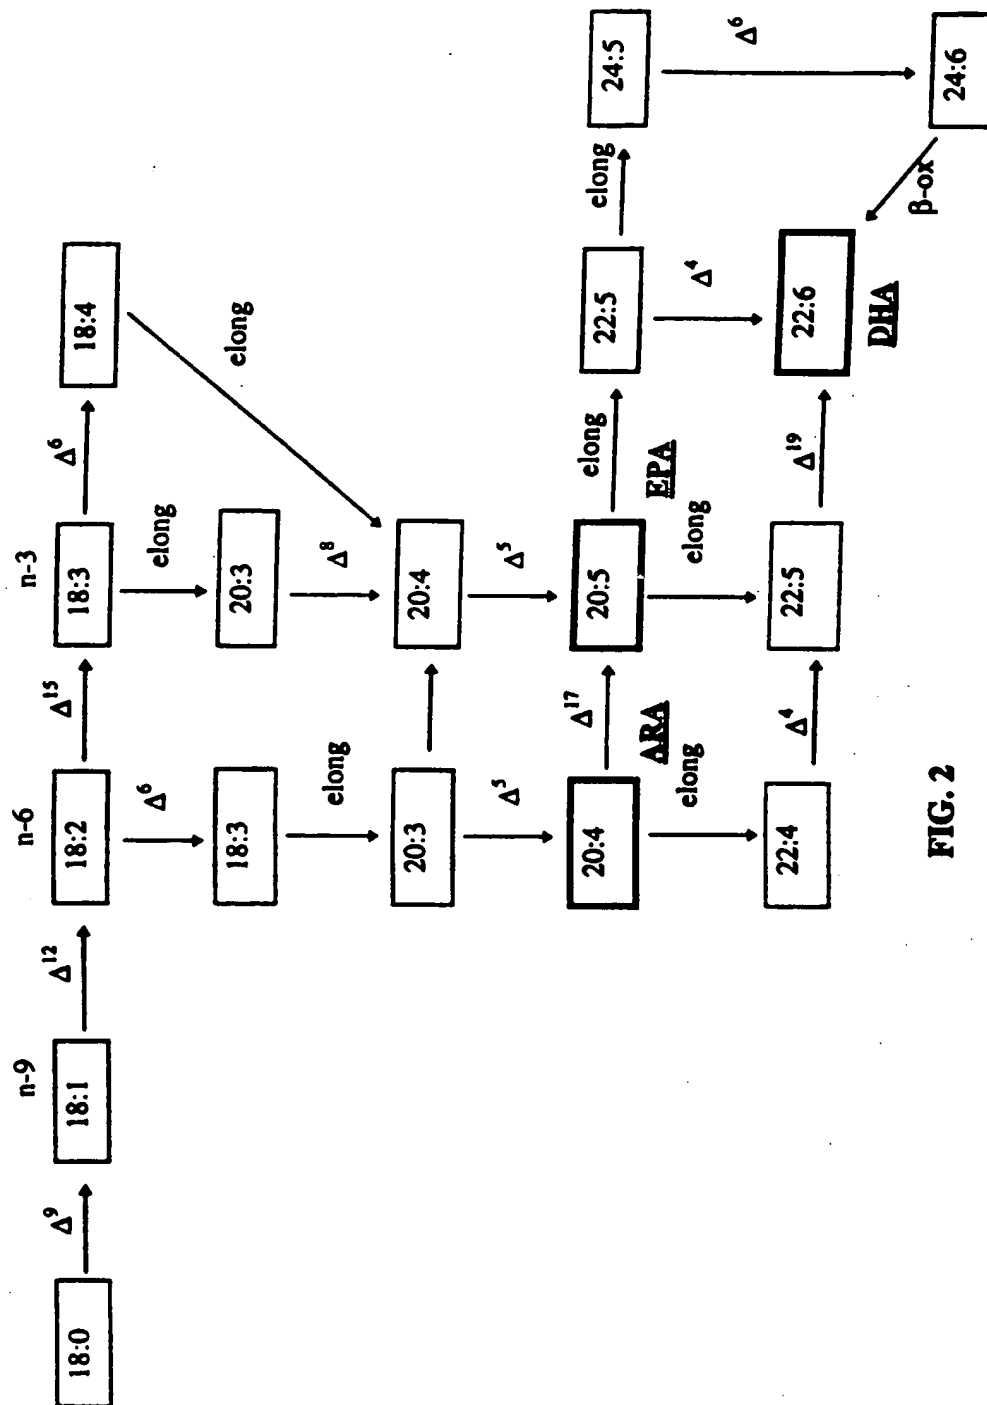 n-9 n-6 n-3
Δ⁹ Δ¹² Δ¹⁵ Δ⁶
18:0 18:1 18:2 18:3 18:4
Δ⁶ elong elong
18:3 20:3
elong Δ⁸
20:3 20:4
Δ⁵ Δ⁵
Δ¹⁷ elong elong
20:4 20:5 22:5 24:5
ARA EPA
elong elong Δ⁴ Δ⁶
Δ⁴ Δ¹⁹
22:4 22:5 22:6
DHA
β-ox
24:6
FIG. 2